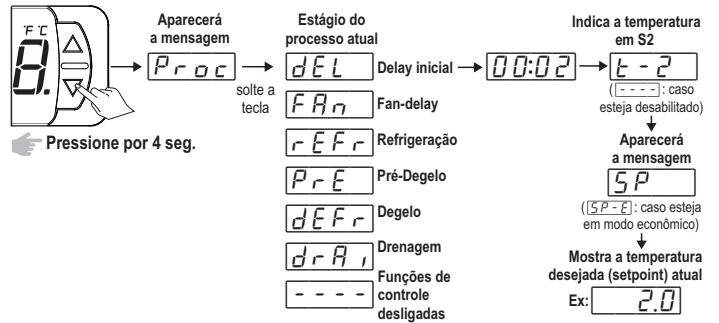 °F °C
8.
Pressione por 4 seg.
Aparecerá
a mensagem
Proc
solte a
tecla
Estágio do
processo atual
dEL Delay inicial
FAn Fan-delay
rEFr Refrigeração
PrE Pré-Degelo
dEFr Degelo
drAi Drenagem
- - - - Funções de
controle
desligadas
00:02
Indica a temperatura
em S2
t-2
( - - - - : caso
esteja desabilitado)
Aparecerá
a mensagem
SP
( SP-E : caso esteja
em modo econômico)
Mostra a temperatura
desejada (setpoint) atual
Ex: 2.0